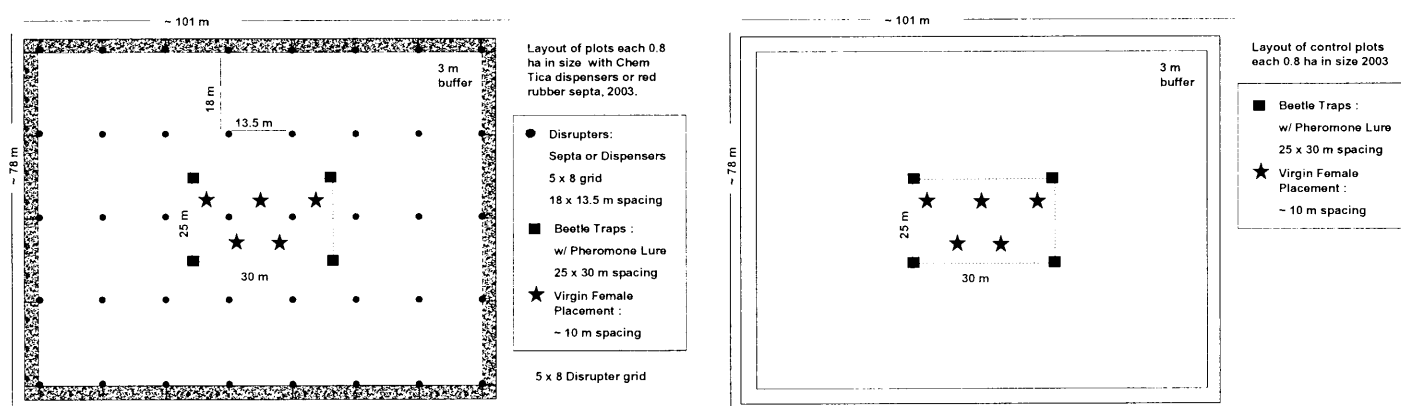 ~ 101 m
3 m
buffer
18 m
13.5 m
~ 78 m
25 m
30 m
Layout of plots each 0.8
ha in size with Chem
Tica dispensers or red
rubber septa, 2003.
Disrupters:
Septa or Dispensers
5 x 8 grid
18 x 13.5 m spacing
Beetle Traps :
w/ Pheromone Lure
25 x 30 m spacing
Virgin Female
Placement :
~ 10 m spacing
5 x 8 Disrupter grid
~ 101 m
3 m
buffer
~ 78 m
25 m
30 m
Layout of control plots
each 0.8 ha in size 2003
Beetle Traps :
w/ Pheromone Lure
25 x 30 m spacing
Virgin Female
Placement :
~ 10 m spacing